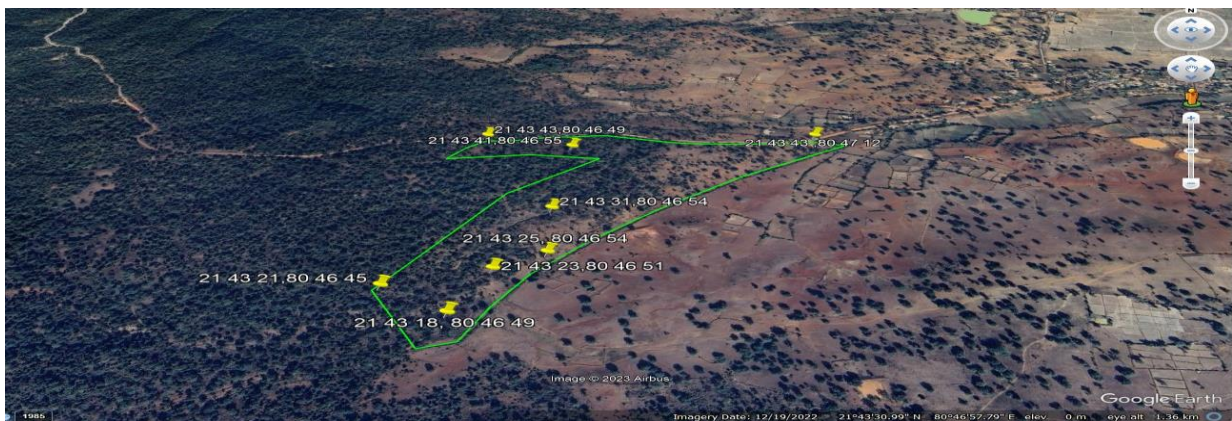 N
21 43 43,80 46 49
21 43 41,80 46 55
21 43 43 ,80 47 12
21 43 31,80 46 54
21 43 25, 80 46 54
21 43 23,80 46 51
21 43 21,80 46 45
21 43 18, 80 46 49
Image © 2023 Airbus
Google Earth
1985
Imagery Date: 12/19/2022 21°43'30.99" N 80°46'57.79" E elev 0 m eye alt 1.36 km